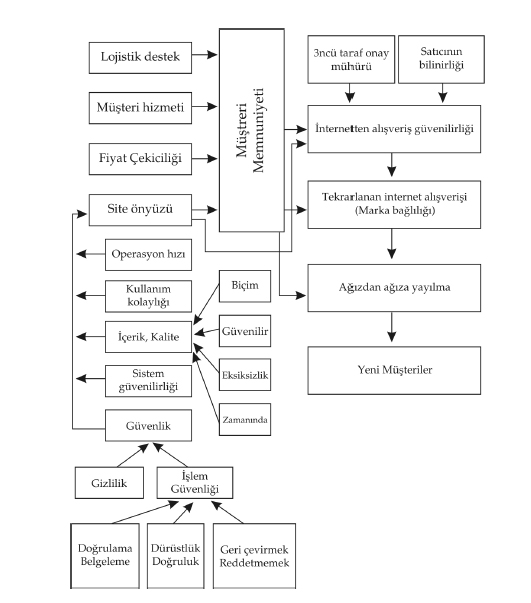 Lojistik destek
Müşteri hizmeti
Fiyat Çekiciliği
Site önyüzü
Operasyon hızı
Kullanım
kolaylığı
İçerik, Kalite
Sistem
güvenilirliği
Güvenlik
Gizlilik
İşlem
Güvenliği
Doğrulama
Belgeleme
Dürüstlük
Doğruluk
Geri çevirmek
Reddetmemek
Biçim
Güvenilir
Eksiksizlik
Zamanında
Müştreri
Memnuniyeti
3ncü taraf onay
mühürü
Satıcının
bilinirliği
İnternetten alışveriş güvenilirliği
Tekrarlanan internet alışverişi
(Marka bağlılığı)
Ağızdan ağıza yayılma
Yeni Müşteriler